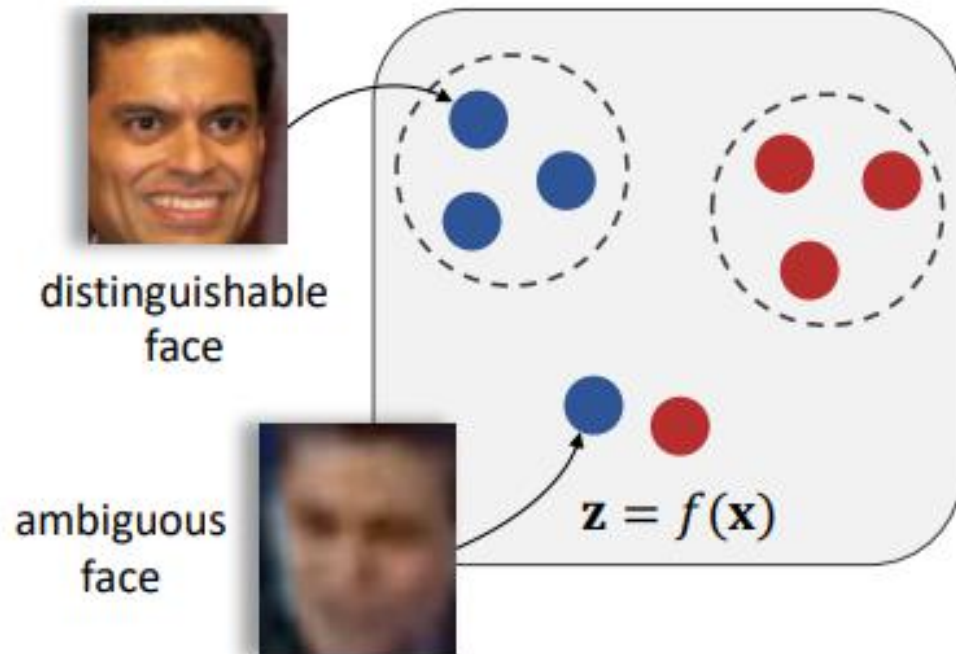 distinguishable
face
ambiguous
face
z = f(x)